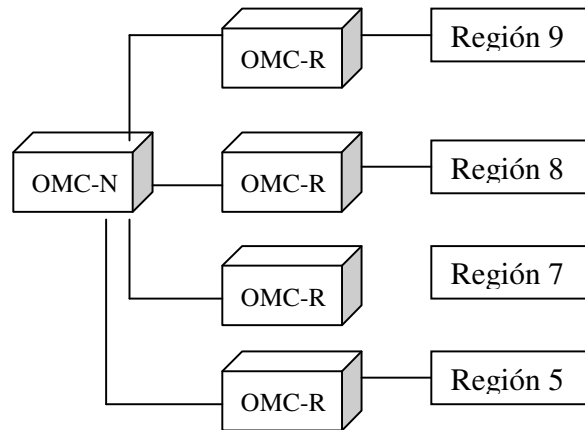 OMC-R
Región 9
OMC-N
OMC-R
Región 8
OMC-R
Región 7
OMC-R
Región 5